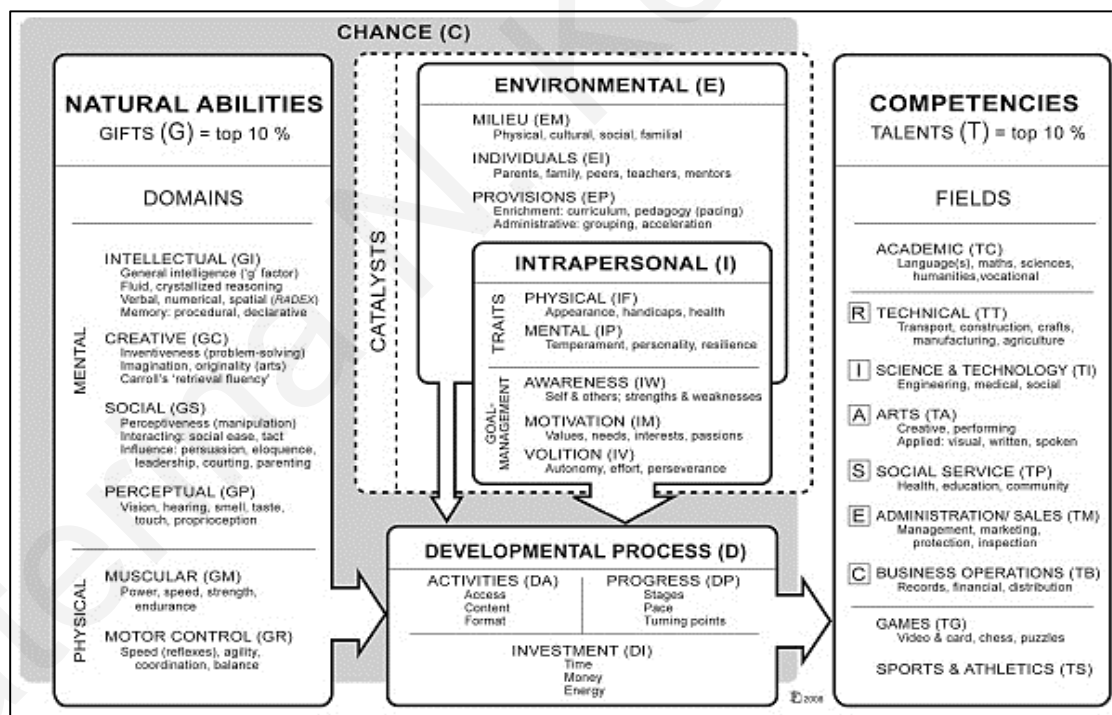 CHANCE (C)
NATURAL ABILITIES
GIFTS (G) = top 10 %
DOMAINS
MENTAL
INTELLECTUAL (GI)
General intelligence ('g' factor)
Fluid, crystallized reasoning
Verbal, numerical, spatial (RADEX)
Memory: procedural, declarative
CREATIVE (GC)
Inventiveness (problem-solving)
Imagination, originality (arts)
Carroll's 'retrieval fluency'
SOCIAL (GS)
Perceptiveness (manipulation)
Interacting: social ease, tact
Influence: persuasion, eloquence,
leadership, courting, parenting
PERCEPTUAL (GP)
Vision, hearing, smell, taste,
touch, proprioception
PHYSICAL
MUSCULAR (GM)
Power, speed, strength,
endurance
MOTOR CONTROL (GR)
Speed (reflexes), agility,
coordination, balance
CATALYSTS
ENVIRONMENTAL (E)
MILIEU (EM)
Physical, cultural, social, familial
INDIVIDUALS (EI)
Parents, family, peers, teachers, mentors
PROVISIONS (EP)
Enrichment: curriculum, pedagogy (pacing)
Administrative: grouping, acceleration
INTRAPERSONAL (I)
TRAITS
PHYSICAL (IF)
Appearance, handicaps, health
MENTAL (IP)
Temperament, personality, resilience
GOAL-
MANAGEMENT
AWARENESS (IW)
Self & others; strengths & weaknesses
MOTIVATION (IM)
Values, needs, interests, passions
VOLITION (IV)
Autonomy, effort, perseverance
DEVELOPMENTAL PROCESS (D)
ACTIVITIES (DA)
Access
Content
Format
PROGRESS (DP)
Stages
Pace
Turning points
INVESTMENT (DI)
Time
Money
Energy
2008
COMPETENCIES
TALENTS (T) = top 10 %
FIELDS
ACADEMIC (TC)
Language(s), maths, sciences,
humanities,vocational
R TECHNICAL (TT)
Transport, construction, crafts,
manufacturing, agriculture
I SCIENCE & TECHNOLOGY (TI)
Engineering, medical, social
A ARTS (TA)
Creative, performing
Applied: visual, written, spoken
S SOCIAL SERVICE (TP)
Health, education, community
E ADMINISTRATION/ SALES (TM)
Management, marketing,
protection, inspection
C BUSINESS OPERATIONS (TB)
Records, financial, distribution
GAMES (TG)
Video & card, chess, puzzles
SPORTS & ATHLETICS (TS)